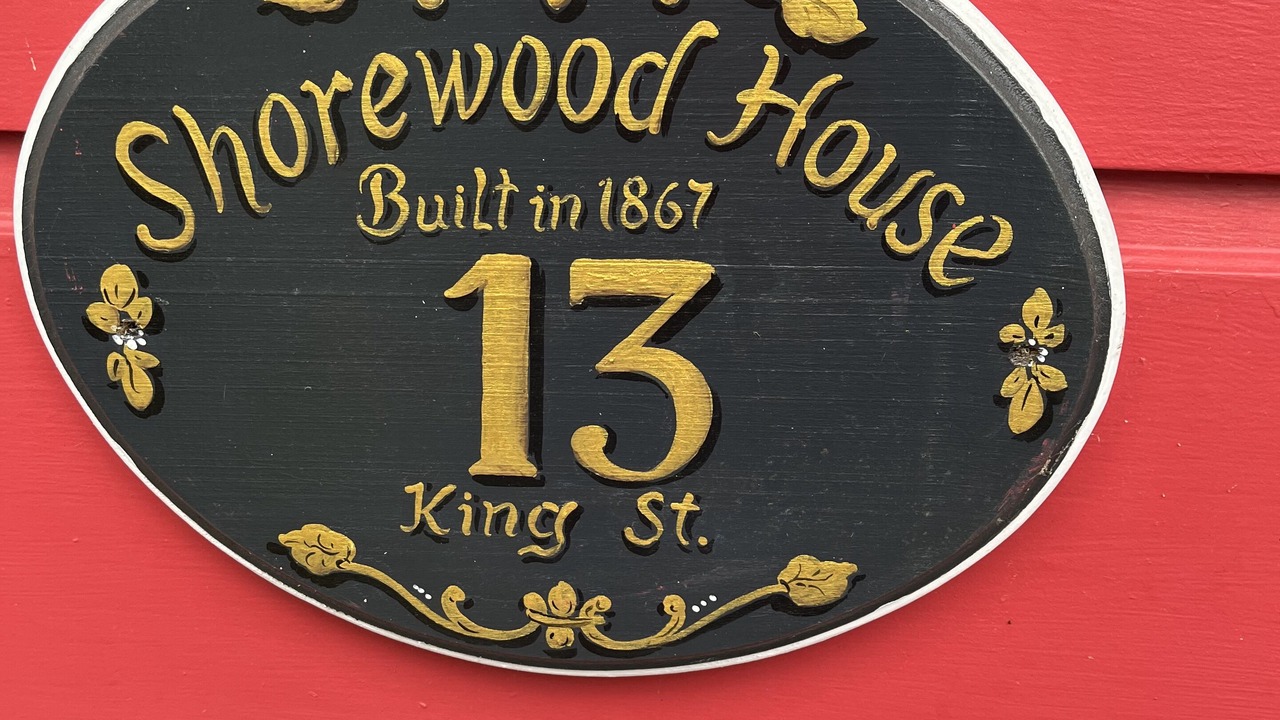 Shorewood House
Built in 1867
13
King St.